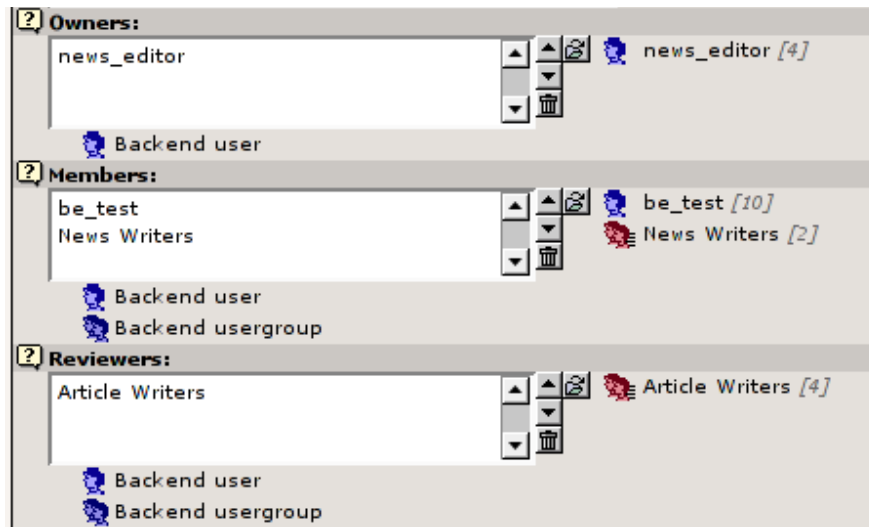 Owners:
news_editor
news_editor [4]
Backend user
Members:
be_test
News Writers
be_test [10]
News Writers [2]
Backend user
Backend usergroup
Reviewers:
Article Writers
Article Writers [4]
Backend user
Backend usergroup